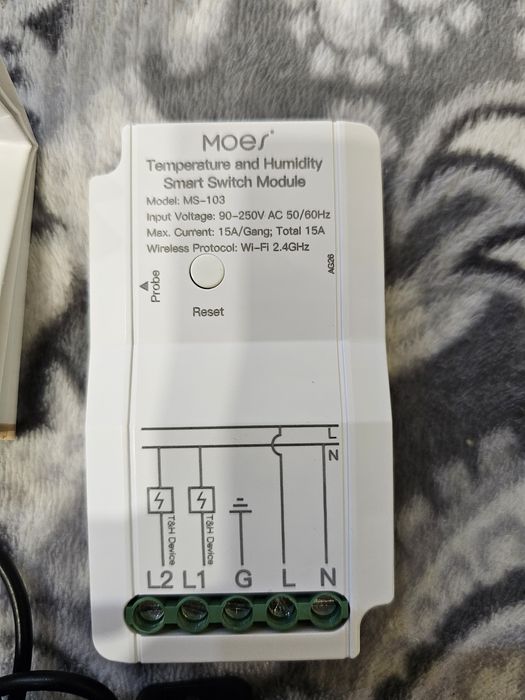 MOES
Temperature and Humidity
Smart Switch Module
Model: MS-103
Input Voltage: 90-250V AC 50/60Hz
Max. Current: 15A/Gang; Total 15A
Wireless Protocol: Wi-Fi 2.4GHz
AG26
Probe
Reset
L
N
T&H Device
T&H Device
L2 L1 G L N